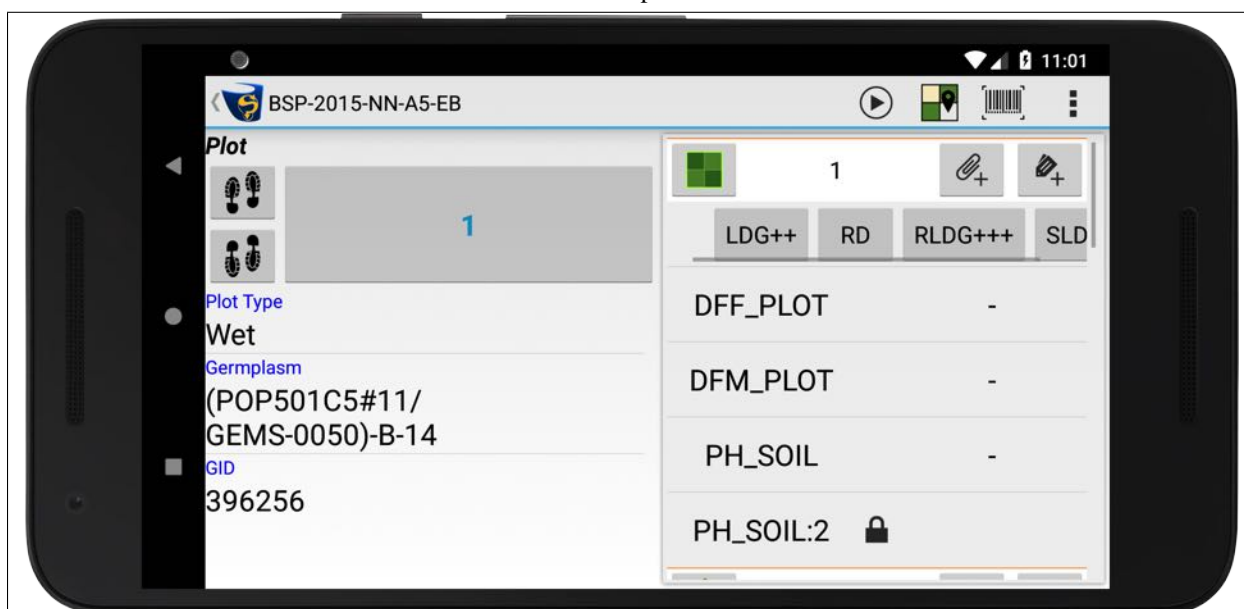 11:01
BSP-2015-NN-A5-EB
Plot
1
Plot Type
Wet
Germplasm
(POP501C5#11/
GEMS-0050)-B-14
GID
396256
1
LDG++ RD RLDG+++ SLD
DFF_PLOT -
DFM_PLOT -
PH_SOIL -
PH_SOIL:2